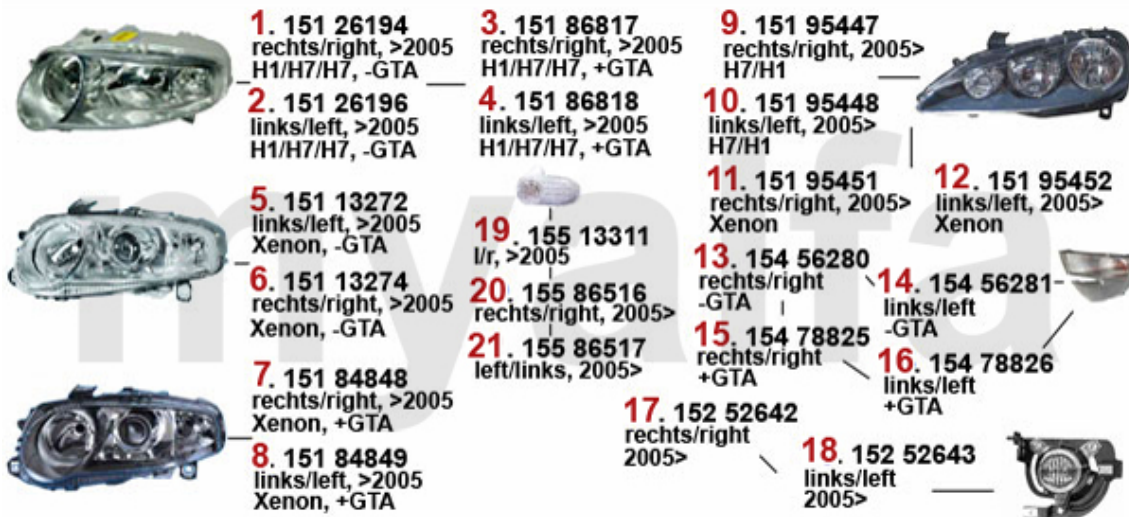 1. 151 26194
rechts/right, >2005
H1/H7/H7, -GTA
2. 151 26196
links/left, >2005
H1/H7/H7, -GTA
3. 151 86817
rechts/right, >2005
H1/H7/H7, +GTA
4. 151 86818
links/left, >2005
H1/H7/H7, +GTA
5. 151 13272
links/left, >2005
Xenon, -GTA
6. 151 13274
rechts/right, >2005
Xenon, -GTA
7. 151 84848
rechts/right, >2005
Xenon, +GTA
8. 151 84849
links/left, >2005
Xenon, +GTA
9. 151 95447
rechts/right, 2005>
H7/H1
10. 151 95448
links/left, 2005>
H7/H1
11. 151 95451
rechts/right, 2005>
Xenon
12. 151 95452
links/left, 2005>
Xenon
13. 154 56280
rechts/right
-GTA
14. 154 56281
links/left
-GTA
15. 154 78825
rechts/right
+GTA
16. 154 78826
links/left
+GTA
17. 152 52642
rechts/right
2005>
18. 152 52643
links/left
2005>
19. 155 13311
l/r, >2005
20. 155 86516
rechts/right, 2005>
21. 155 86517
left/links, 2005>
myalfa